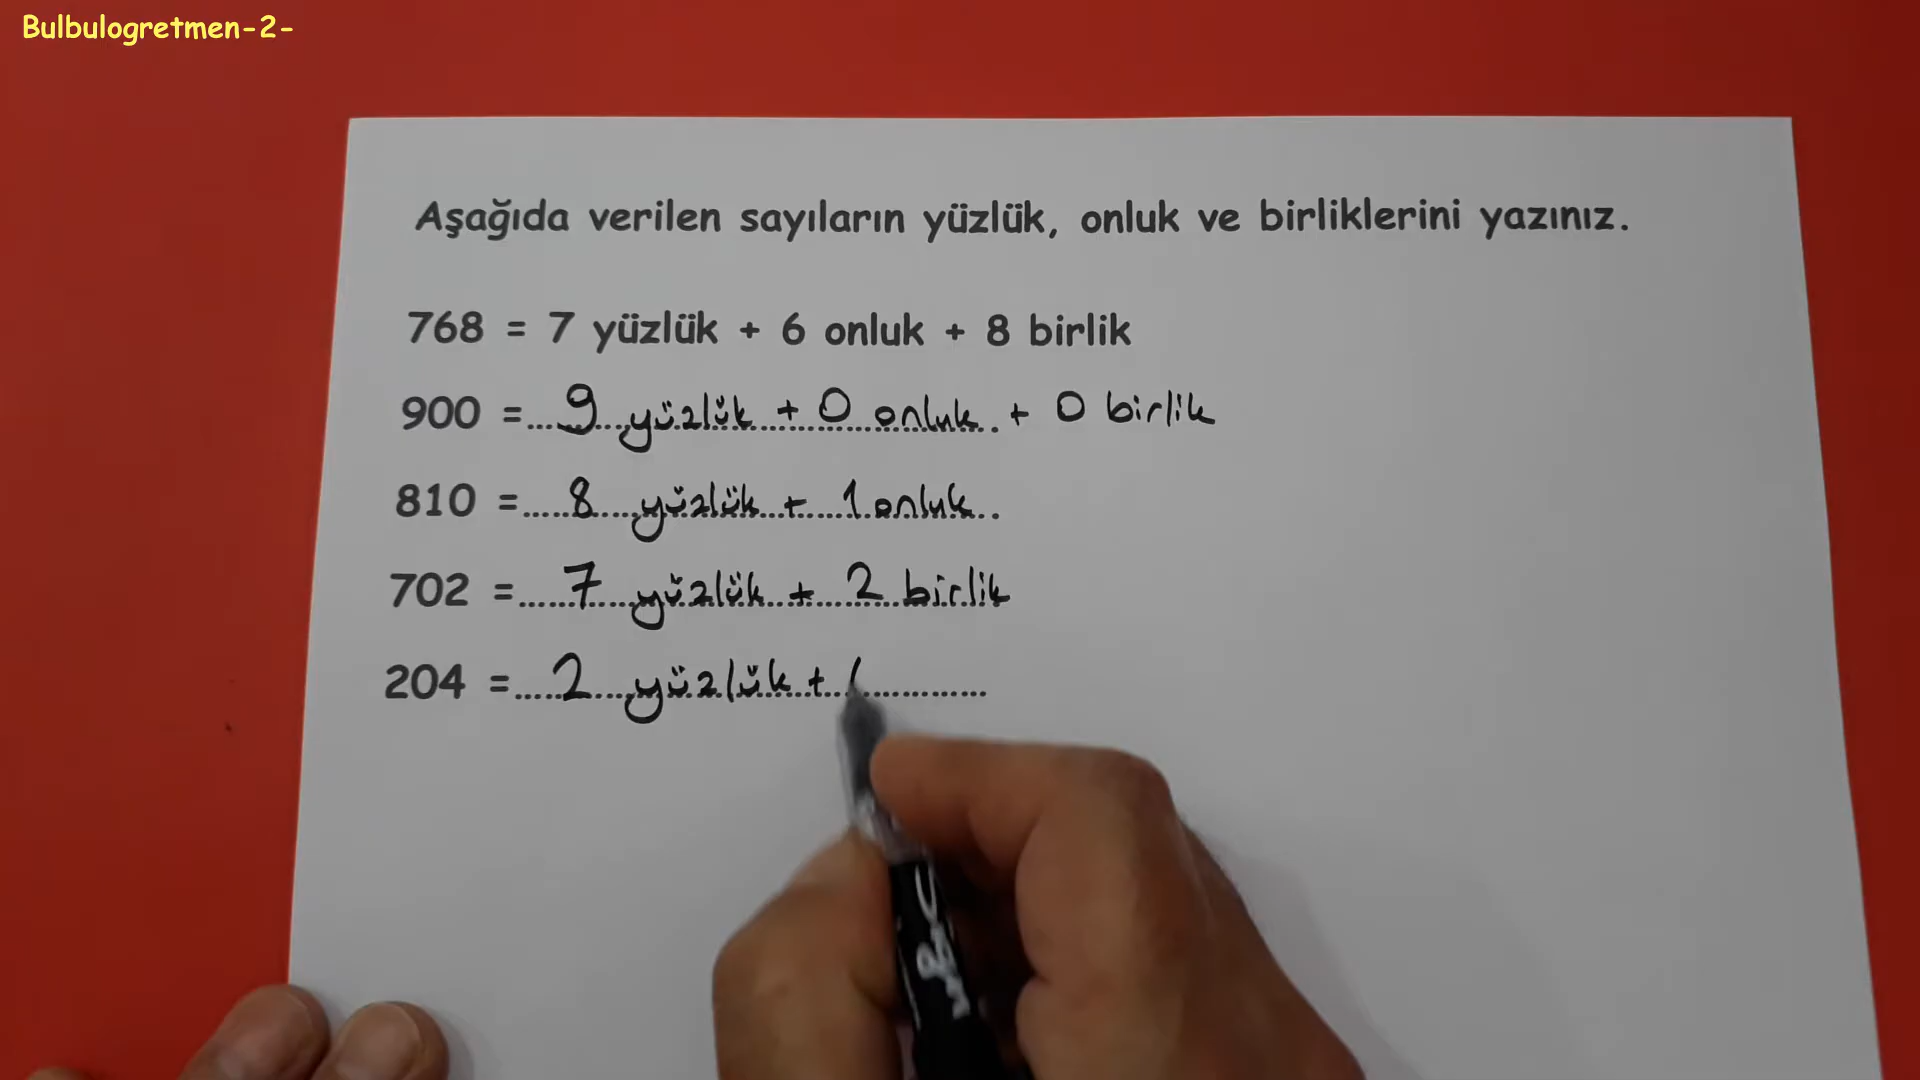 Bulbulogretmen-2-
Aşağıda verilen sayıların yüzlük, onluk ve birliklerini yazınız.
768 = 7 yüzlük + 6 onluk + 8 birlik
900 =.....9...yüzlük + 0 onluk.. + 0 birlik
810 =.....8...yüzlük + 1 onluk..
702 =.....7...yüzlük + 2 birlik
204 =.....2...yüzlük + ..............